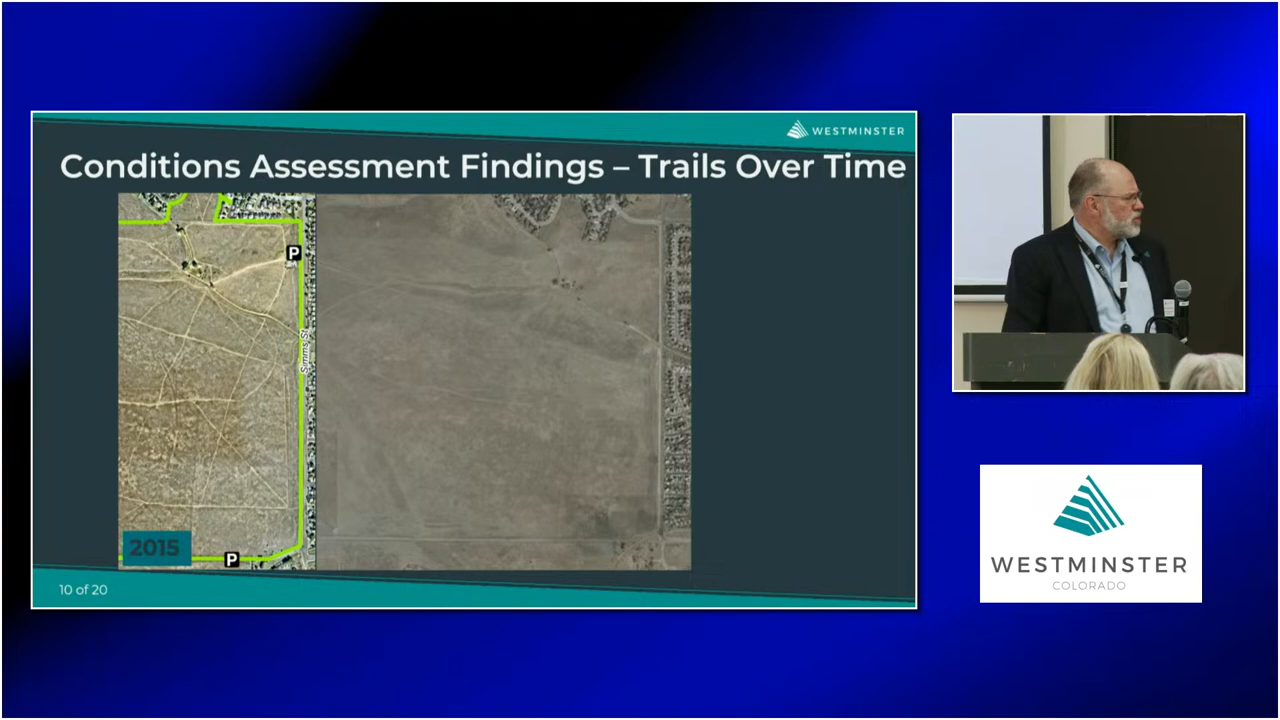 WESTMINSTER
Conditions Assessment Findings – Trails Over Time
P
Simms St
2015
P
10 of 20
WESTMINSTER
COLORADO